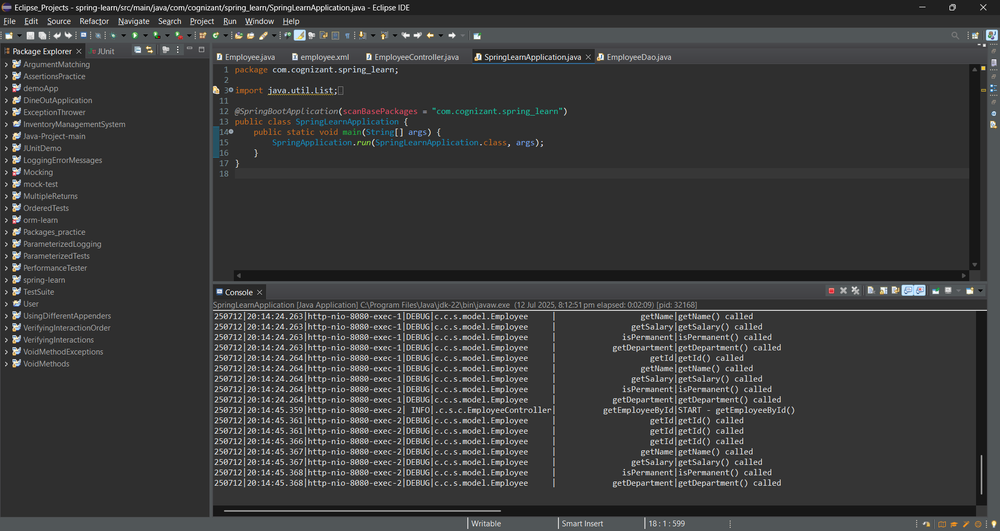 Eclipse_Projects - spring-learn/src/main/java/com/cognizant/spring_learn/SpringLearnApplication.java - Eclipse IDE
File Edit Source Refactor Navigate Search Project Run Window Help
Package Explorer
JUnit
ArgumentMatching
AssertionsPractice
demoApp
DineOutApplication
ExceptionThrower
InventoryManagementSystem
Java-Project-main
JUnitDemo
LoggingErrorMessages
Mocking
mock-test
MultipleReturns
OrderedTests
orm-learn
Packages_practice
ParameterizedLogging
ParameterizedTests
PerformanceTester
spring-learn
TestSuite
User
UsingDifferentAppenders
VerifyingInteractionOrder
VerifyingInteractions
VoidMethodExceptions
VoidMethods
Employee.java employee.xml EmployeeController.java SpringLearnApplication.java EmployeeDao.java
1 package com.cognizant.spring_learn;
2
3 import java.util.List;
11
12 @SpringBootApplication(scanBasePackages = "com.cognizant.spring_learn")
13 public class SpringLearnApplication {
14 public static void main(String[] args) {
15 SpringApplication.run(SpringLearnApplication.class, args);
16 }
17 }
18
Console
SpringLearnApplication [Java Application] C:\Program Files\Java\jdk-22\bin\javaw.exe (12 Jul 2025, 8:12:51 pm elapsed: 0:02:09) [pid: 32168]
250712|20:14:24.263|http-nio-8080-exec-1|DEBUG|c.c.s.model.Employee | getName|getName() called
250712|20:14:24.263|http-nio-8080-exec-1|DEBUG|c.c.s.model.Employee | getSalary|getSalary() called
250712|20:14:24.263|http-nio-8080-exec-1|DEBUG|c.c.s.model.Employee | isPermanent|isPermanent() called
250712|20:14:24.263|http-nio-8080-exec-1|DEBUG|c.c.s.model.Employee | getDepartment|getDepartment() called
250712|20:14:24.264|http-nio-8080-exec-1|DEBUG|c.c.s.model.Employee | getId|getId() called
250712|20:14:24.264|http-nio-8080-exec-1|DEBUG|c.c.s.model.Employee | getName|getName() called
250712|20:14:24.264|http-nio-8080-exec-1|DEBUG|c.c.s.model.Employee | getSalary|getSalary() called
250712|20:14:24.264|http-nio-8080-exec-1|DEBUG|c.c.s.model.Employee | isPermanent|isPermanent() called
250712|20:14:24.264|http-nio-8080-exec-1|DEBUG|c.c.s.model.Employee | getDepartment|getDepartment() called
250712|20:14:45.359|http-nio-8080-exec-2| INFO|.c.s.c.EmployeeController| getEmployeeById|START - getEmployeeById()
250712|20:14:45.361|http-nio-8080-exec-2|DEBUG|c.c.s.model.Employee | getId|getId() called
250712|20:14:45.361|http-nio-8080-exec-2|DEBUG|c.c.s.model.Employee | getId|getId() called
250712|20:14:45.366|http-nio-8080-exec-2|DEBUG|c.c.s.model.Employee | getId|getId() called
250712|20:14:45.367|http-nio-8080-exec-2|DEBUG|c.c.s.model.Employee | getName|getName() called
250712|20:14:45.367|http-nio-8080-exec-2|DEBUG|c.c.s.model.Employee | getSalary|getSalary() called
250712|20:14:45.368|http-nio-8080-exec-2|DEBUG|c.c.s.model.Employee | isPermanent|isPermanent() called
250712|20:14:45.368|http-nio-8080-exec-2|DEBUG|c.c.s.model.Employee | getDepartment|getDepartment() called
Writable Smart Insert 18 : 1 : 599